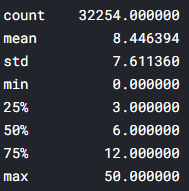 count 32254.000000
mean 8.446394
std 7.611360
min 0.000000
25% 3.000000
50% 6.000000
75% 12.000000
max 50.000000